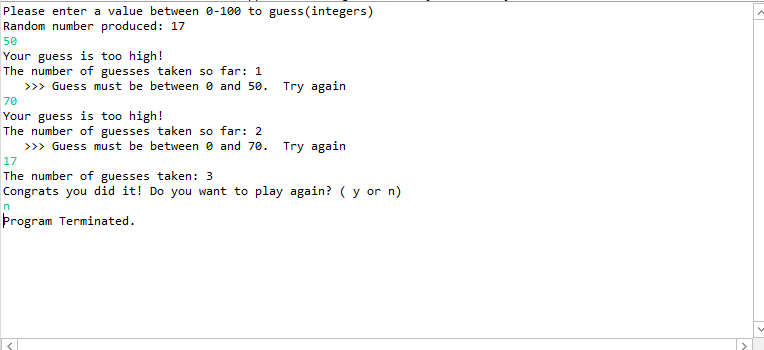 Please enter a value between 0-100 to guess(integers)
Random number produced: 17
50
Your guess is too high!
The number of guesses taken so far: 1
   >>> Guess must be between 0 and 50.  Try again
70
Your guess is too high!
The number of guesses taken so far: 2
   >>> Guess must be between 0 and 70.  Try again
17
The number of guesses taken: 3
Congrats you did it! Do you want to play again? ( y or n)
n
Program Terminated.